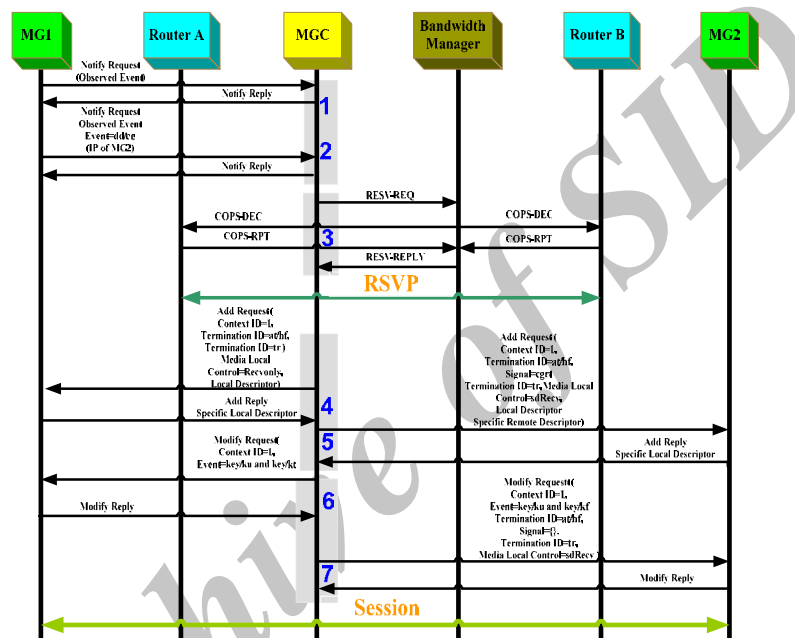 MG1
Router A
MGC
Bandwidth
Manager
Router B
MG2
Notify Request
(Observed Event)
Notify Reply
1
Notify Request
Observed Event
Event=dd/ce
(IP of MG2)
2
Notify Reply
RESV-REQ
COPS-DEC
COPS-DEC
3
COPS-RPT
COPS-RPT
RESV-REPLY
RSVP
Add Request(
Context ID=1,
Termination ID=at/hf,
Termination ID=tr)
Media Local
Control=Recvonly,
Local Descriptor)
Add Request(
Context ID=1,
Termination ID=at/hf,
Signal=cg/rt
Termination ID=tr, Media Local
Control=sdRecv,
Local Descriptor
Specific Remote Descriptor)
4
Add Reply
Specific Local Descriptor
5
Add Reply
Specific Local Descriptor
Modify Request(
Context ID=1,
Event=key/ku and key/kt
6
Modify Reply
Modify Request(
Context ID=1,
Event=key/ku and key/kf
Termination ID=at/hf,
Signal={}.
Termination ID=tr,
Media Local Control=sdRecv )
7
Modify Reply
Session
hive of SID